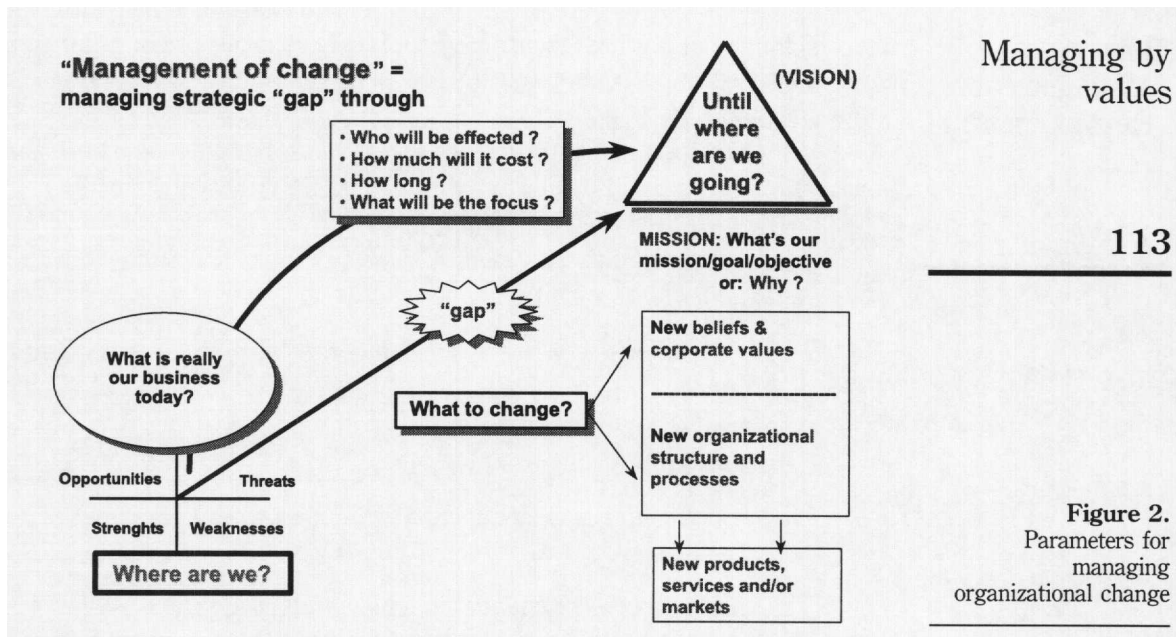 “Management of change” =
managing strategic “gap” through
· Who will be effected ?
· How much will it cost ?
· How long ?
· What will be the focus ?
(VISION)
Until
where
are we
going?
MISSION: What's our
mission/goal/objective
or: Why ?
“gap”
What is really
our business
today?
Opportunities
Threats
Strenghts
Weaknesses
Where are we?
What to change?
New beliefs &
corporate values
New organizational
structure and
processes
New products,
services and/or
markets
Managing by
values
113
Figure 2.
Parameters for
managing
organizational change